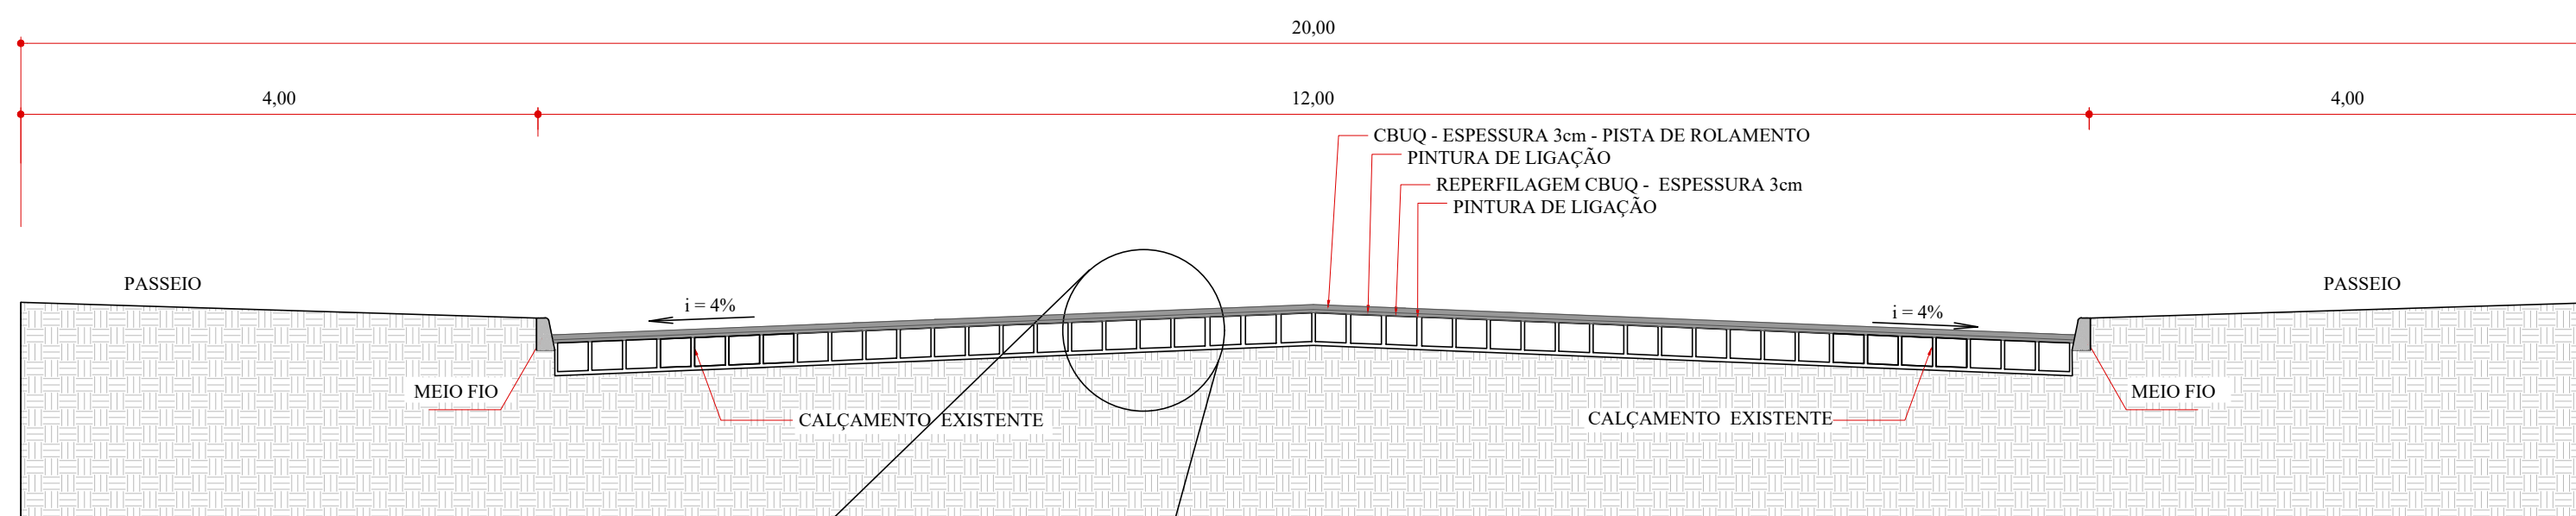 20,00
4,00
12,00
4,00
CBUQ - ESPESSURA 3cm - PISTA DE ROLAMENTO
PINTURA DE LIGAÇÃO
REPERFILAGEM CBUQ - ESPESSURA 3cm
PINTURA DE LIGAÇÃO
PASSEIO
PASSEIO
i = 4%
i = 4%
MEIO FIO
MEIO FIO
CALÇAMENTO EXISTENTE
CALÇAMENTO EXISTENTE